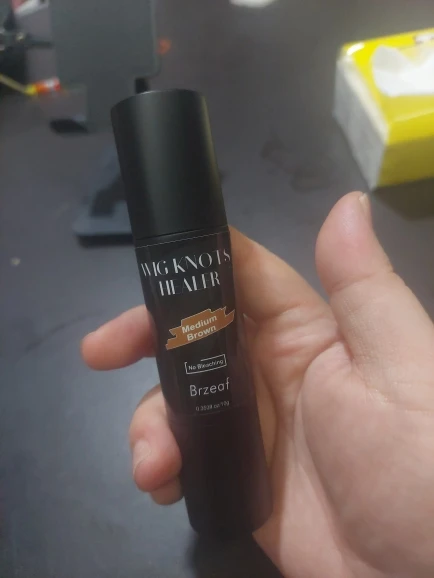 WIG KNOTS
HEALER
Medium
Brown
No Bleaching
Brzeaf